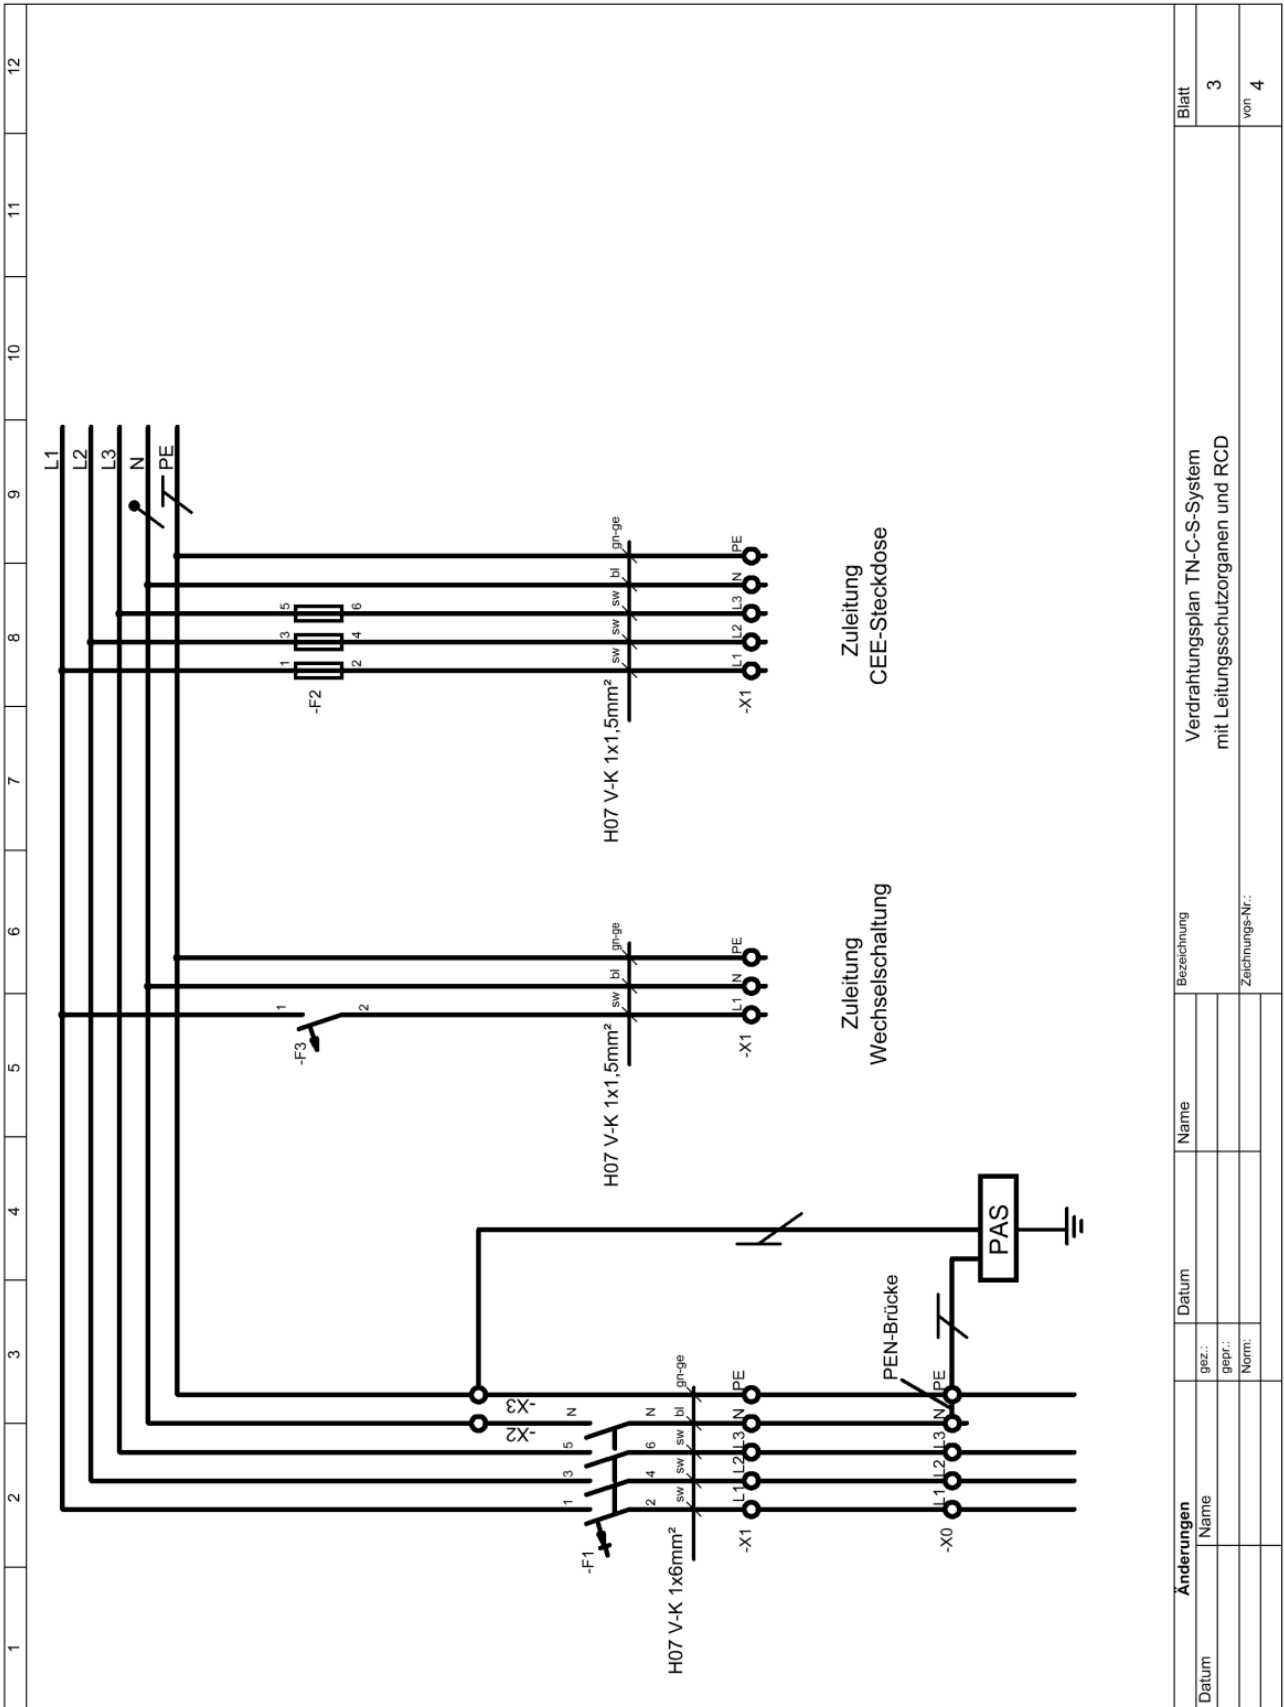 1
2
3
4
5
6
7
8
9
10
11
12
L1
L2
L3
N
PE
-F3
1
2
-F2
1
2
3
4
5
6
-X2
-X3
-F1
1
2
3
4
5
6
N
N
H07 V-K 1x6mm²
sw
sw
sw
bl
gn-ge
H07 V-K 1x1,5mm²
sw
bl
gn-ge
H07 V-K 1x1,5mm²
sw
sw
sw
bl
gn-ge
-X1
L1
L2
L3
N
PE
-X1
L1
N
PE
-X1
L1
L2
L3
N
PE
Zuleitung
Wechselschaltung
Zuleitung
CEE-Steckdose
PEN-Brücke
-X0
L1
L2
L3
N
PE
PAS
Änderungen
Datum
Name
gez.:
gepr.:
Norm:
Datum
Name
Bezeichnung
Verdrahtungsplan TN-C-S-System
mit Leitungsschutzorganen und RCD
Zeichnungs-Nr.:
Blatt
3
von 4